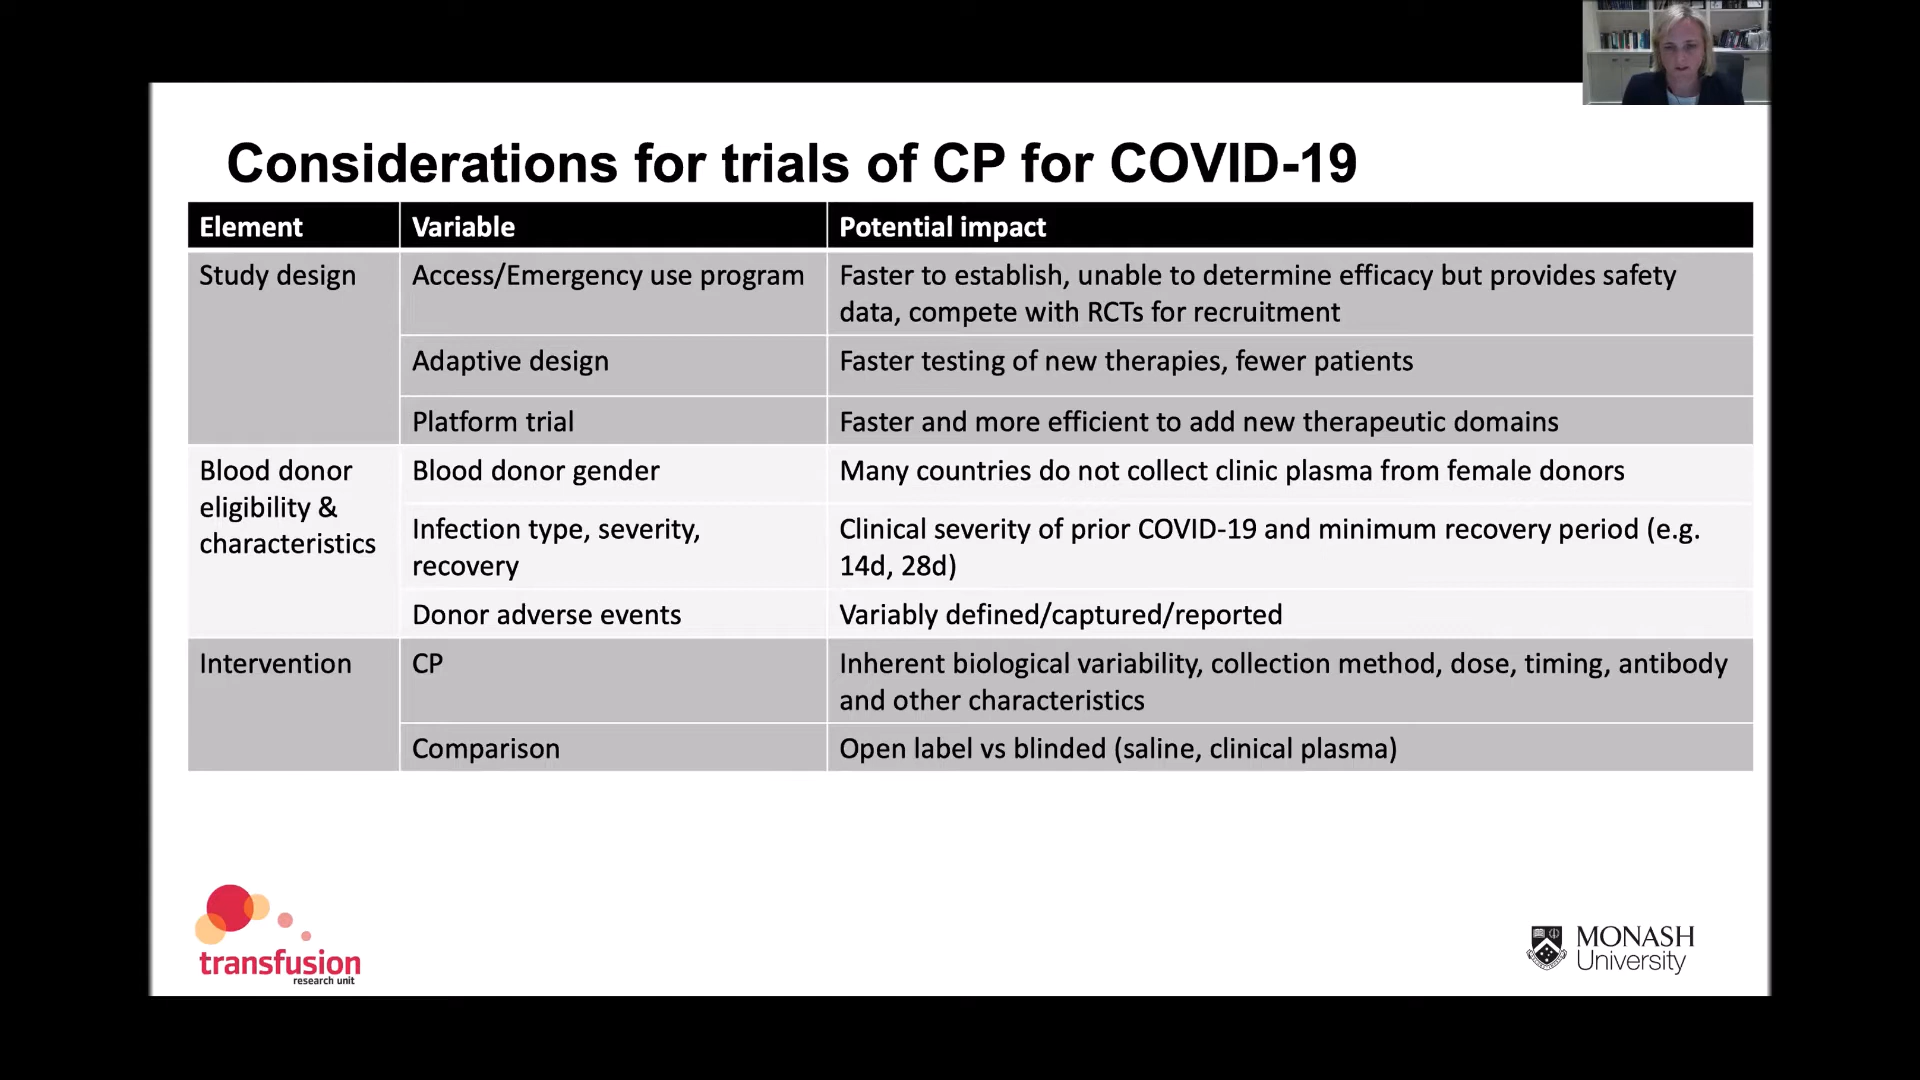 Considerations for trials of CP for COVID-19
Element Variable Potential impact
Study design Access/Emergency use program Faster to establish, unable to determine efficacy but provides safety
data, compete with RCTs for recruitment
Adaptive design Faster testing of new therapies, fewer patients
Platform trial Faster and more efficient to add new therapeutic domains
Blood donor Blood donor gender Many countries do not collect clinic plasma from female donors
eligibility &
characteristics
Infection type, severity, Clinical severity of prior COVID-19 and minimum recovery period (e.g.
recovery 14d, 28d)
Donor adverse events Variably defined/captured/reported
Intervention CP Inherent biological variability, collection method, dose, timing, antibody
and other characteristics
Comparison Open label vs blinded (saline, clinical plasma)
transfusion
research unit
MONASH
University